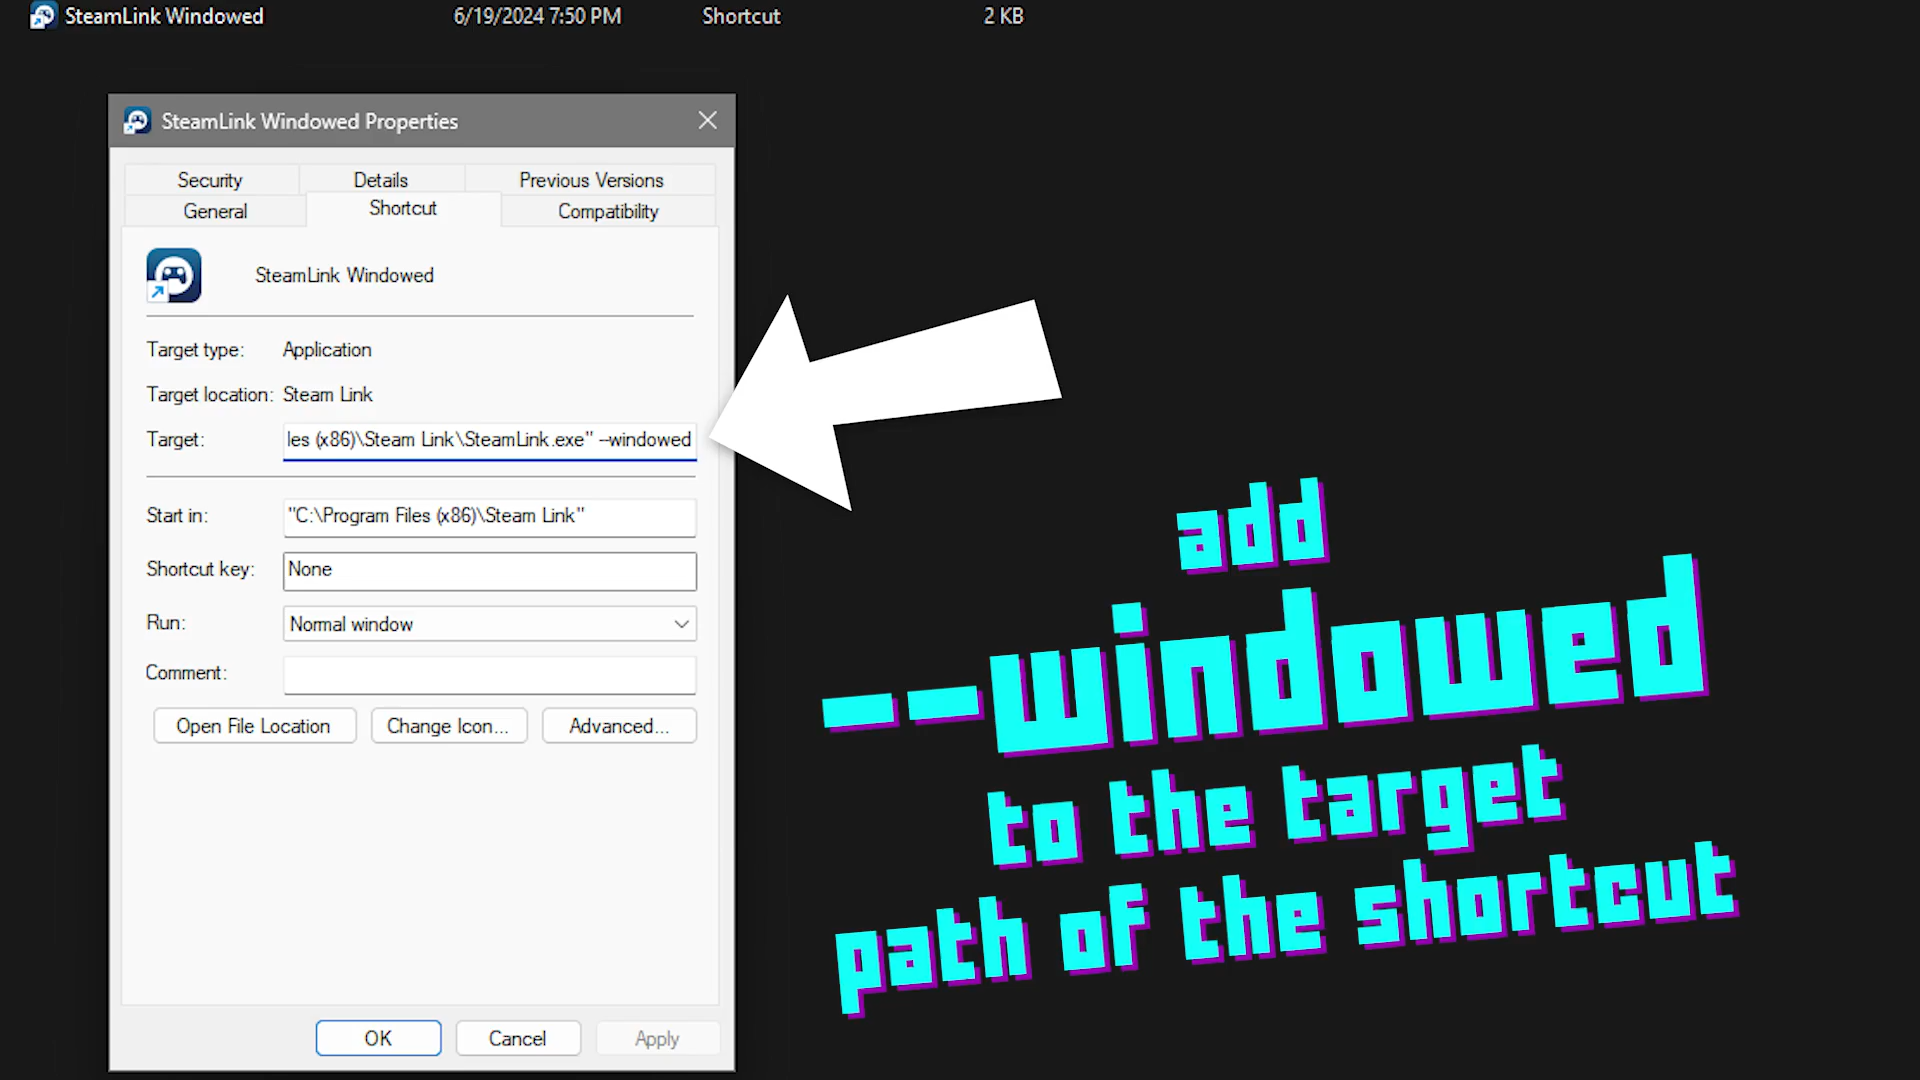 SteamLink Windowed 6/19/2024 7:50 PM Shortcut 2 KB
SteamLink Windowed Properties
Security Details Previous Versions
General Shortcut Compatibility
SteamLink Windowed
Target type: Application
Target location: Steam Link
Target: les (x86)\Steam Link\SteamLink.exe" --windowed
Start in: "C:\Program Files (x86)\Steam Link"
Shortcut key: None
Run: Normal window
Comment:
Open File Location Change Icon... Advanced...
OK Cancel Apply
add
--windowed
to the target
path of the shortcut